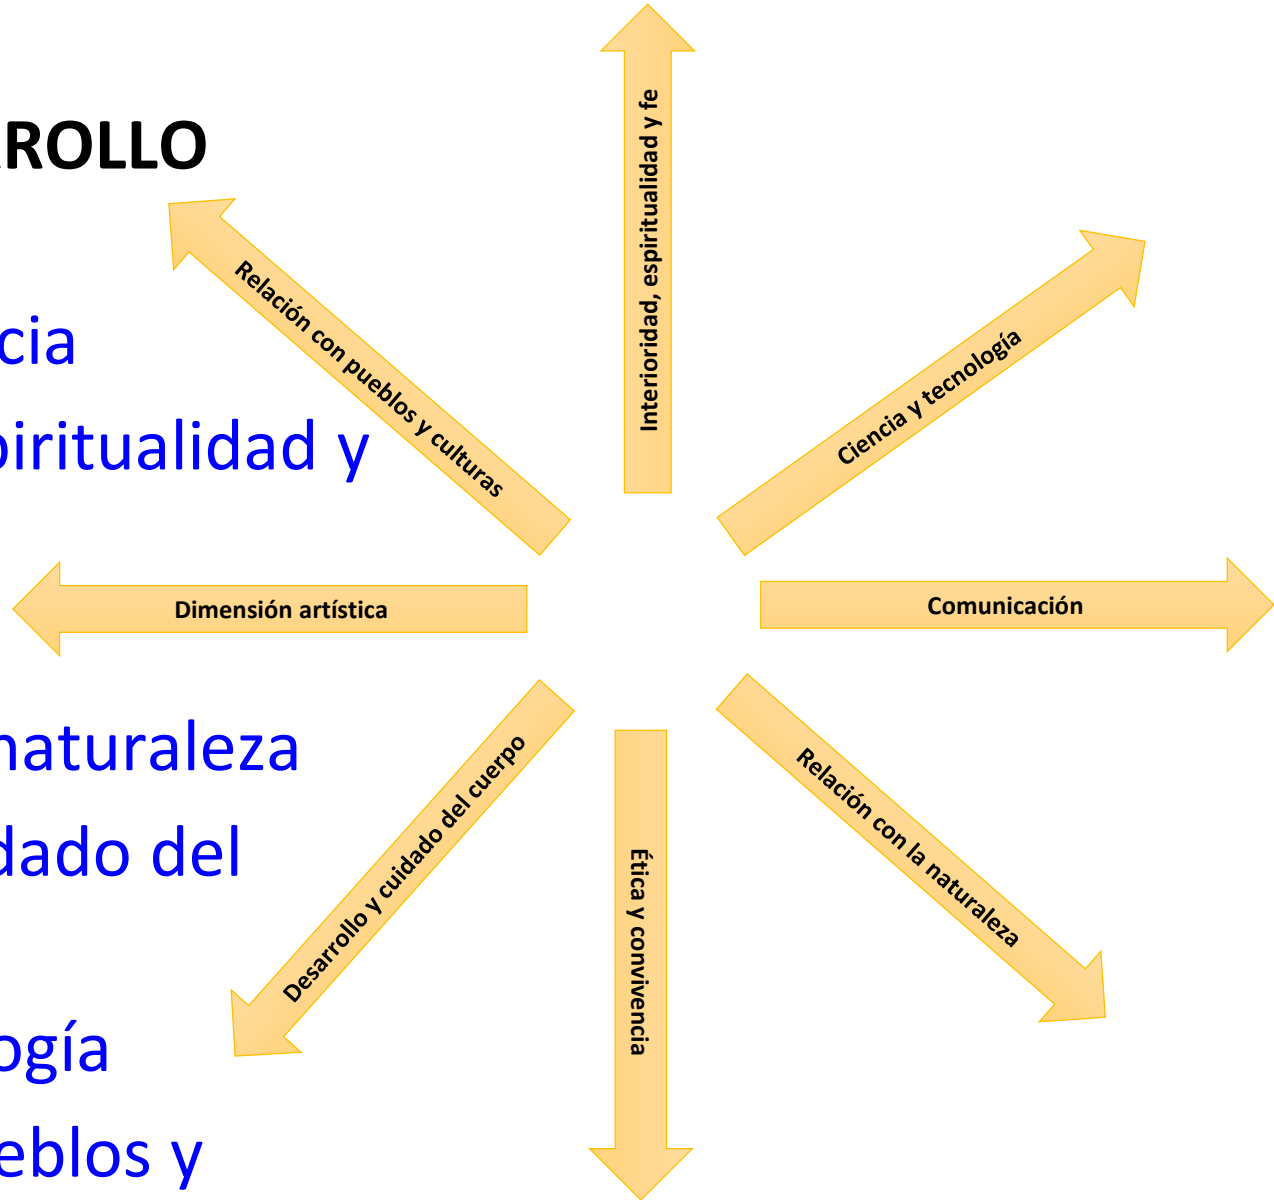 ROLLO
cia
piritualidad y
naturaleza
dado del
ogía
eblos y
Interioridad, espiritualidad y fe
Ciencia y tecnología
Comunicación
Relación con la naturaleza
Ética y convivencia
Desarrollo y cuidado del cuerpo
Dimensión artística
Relación con pueblos y culturas